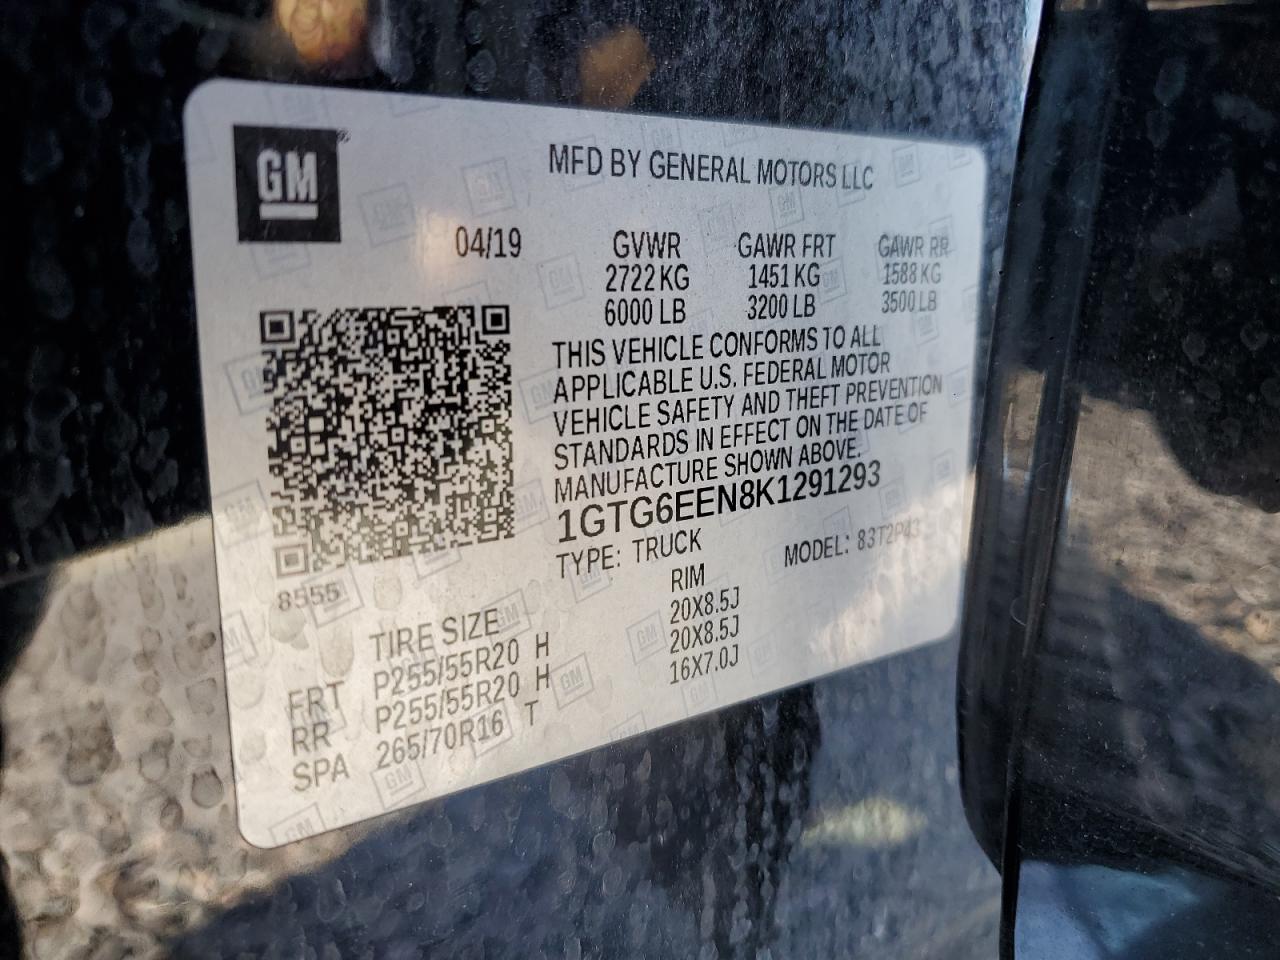 GM
MFD BY GENERAL MOTORS LLC
04/19 GVWR GAWR FRT GAWR RR
2722 KG 1451 KG 1588 KG
6000 LB 3200 LB 3500 LB
THIS VEHICLE CONFORMS TO ALL
APPLICABLE U.S. FEDERAL MOTOR
VEHICLE SAFETY AND THEFT PREVENTION
STANDARDS IN EFFECT ON THE DATE OF
MANUFACTURE SHOWN ABOVE.
1GTG6EEN8K1291293
TYPE: TRUCK MODEL: 83T2P43
8555
TIRE SIZE RIM
FRT P255/55R20 H 20X8.5J
RR P255/55R20 H 20X8.5J
SPA 265/70R16 T 16X7.0J